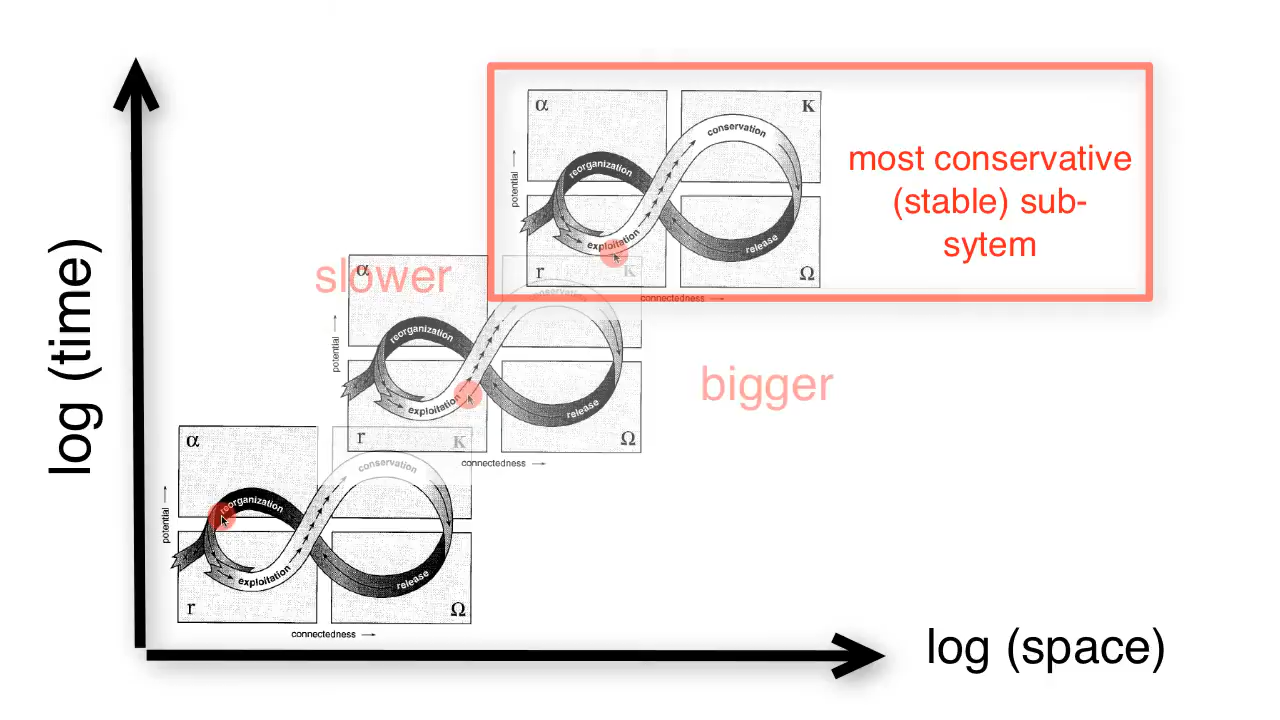 α
K
conservation
reorganization
potential
exploitation
release
r
Ω
connectedness
most conservative
(stable) sub-
sytem
slower
bigger
α
K
conservation
reorganization
potential
exploitation
release
r
Ω
connectedness
α
K
conservation
reorganization
potential
exploitation
release
r
Ω
connectedness
log (time)
log (space)